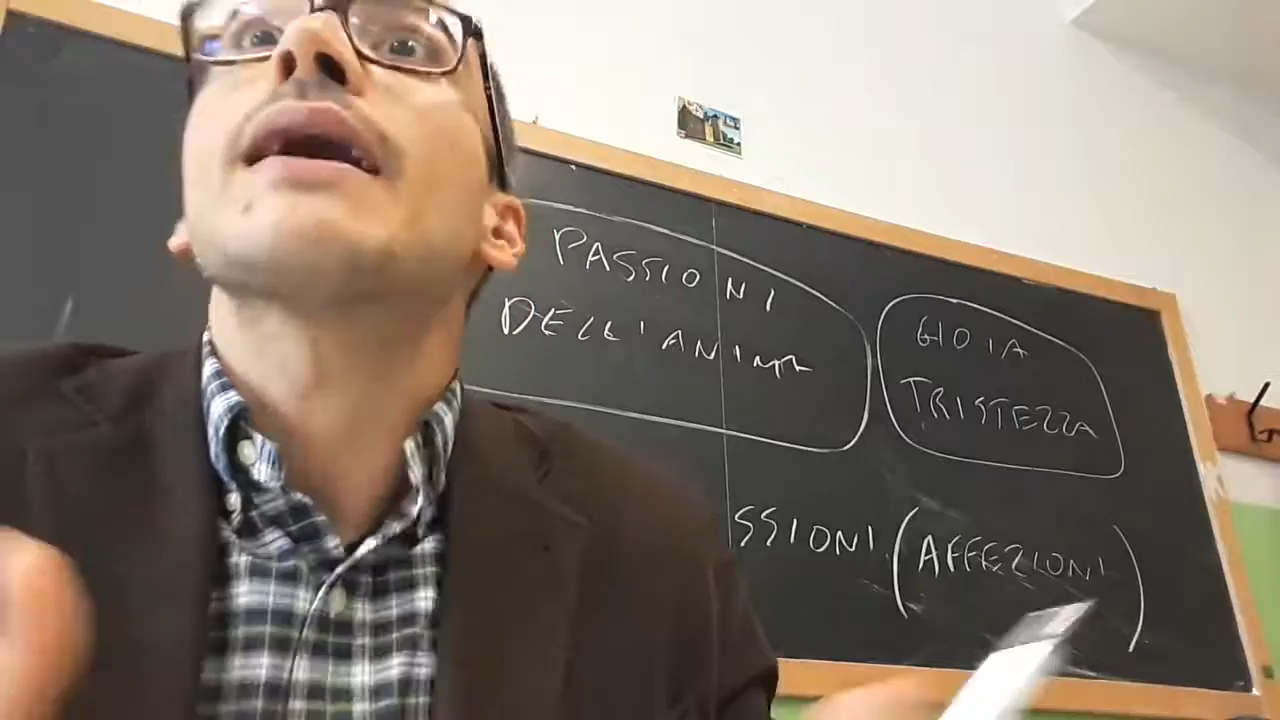 PASSIONI
DELL'ANIMA
GIOIA
TRISTEZZA
SSIONI (AFFEZIONI)